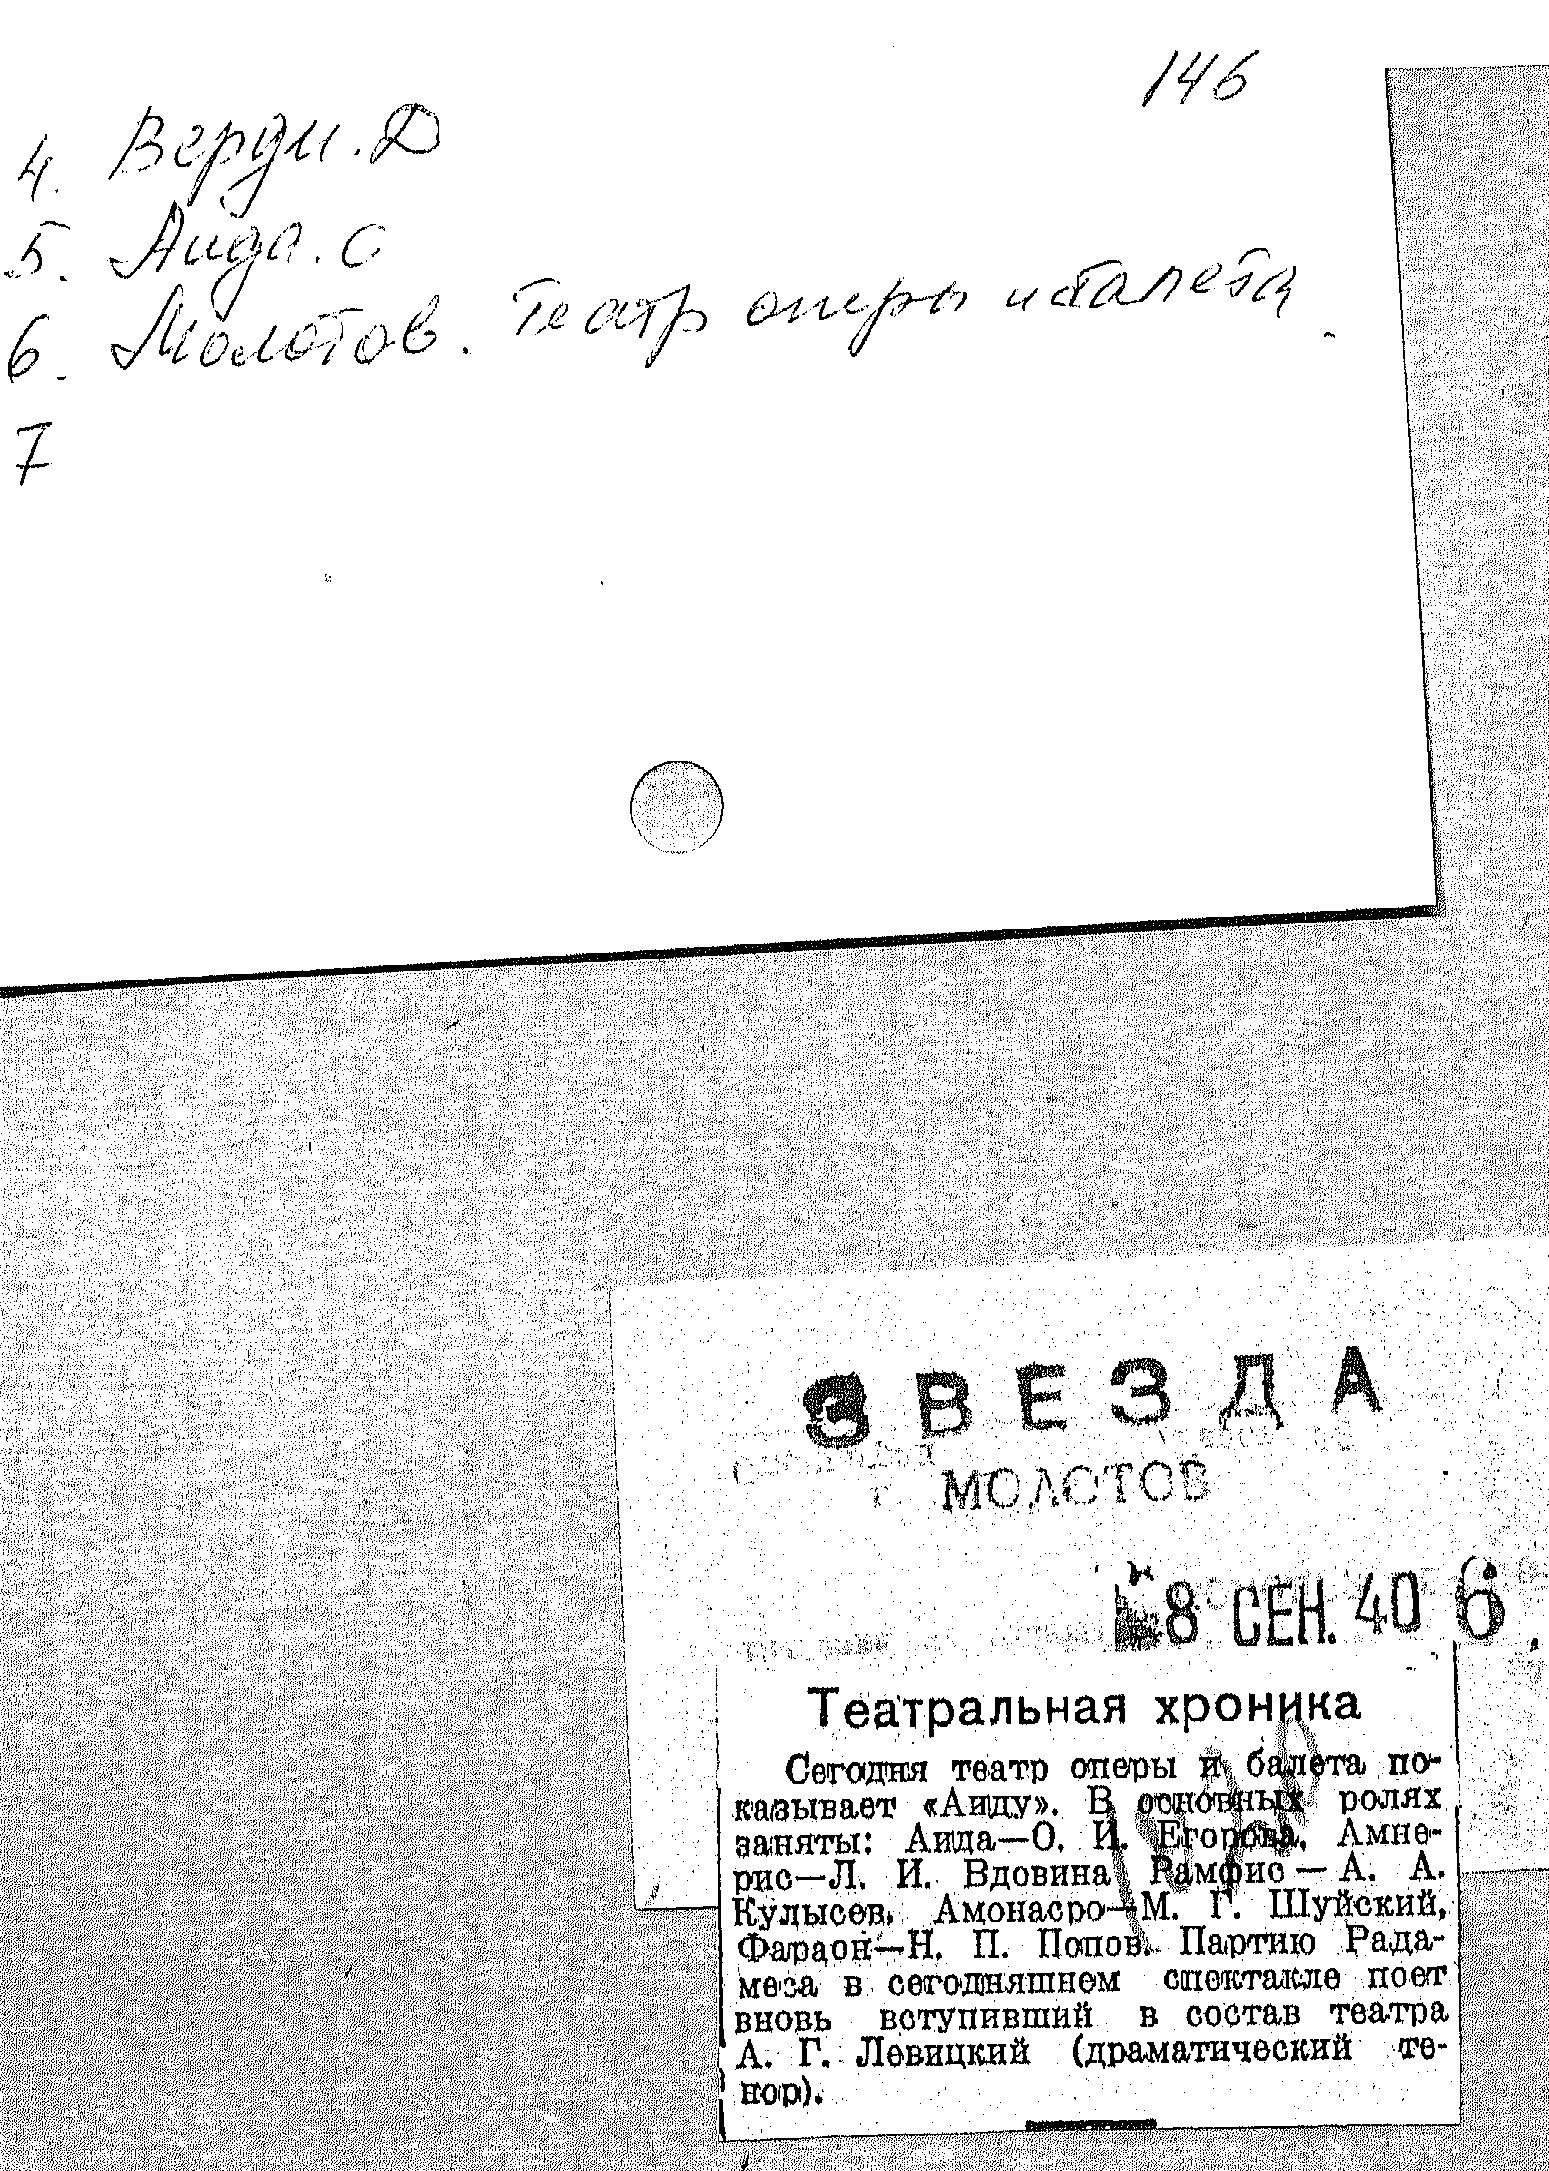 146
4. Верди. Д
5. Аида. С
6. Молотов. Театр оперы и балета
7
ЗВЕЗДА
г. МОЛОТОВ
8 СЕН. 40 6
Театральная хроника
Сегодня театр оперы и балета по-
казывает «Аиду». В основных ролях
заняты: Аида—О. И. Егорова, Амне-
рис—Л. И. Вдовина, Рамфис — А. А.
Кулысев, Амонасро—М. Г. Шуйский,
Фараон—Н. П. Попов. Партию Рада-
меса в сегодняшнем спектакле поет
вновь вступивший в состав театра
А. Г. Левицкий (драматический те-
нор).